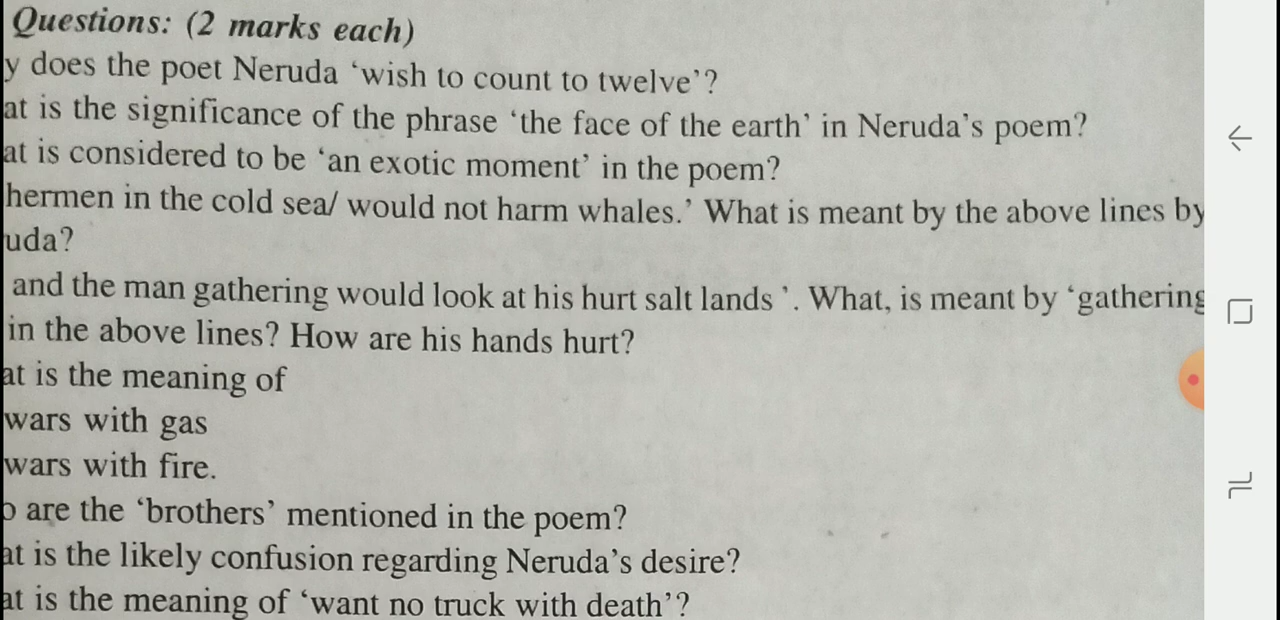 Questions: (2 marks each)
y does the poet Neruda ‘wish to count to twelve’?
at is the significance of the phrase ‘the face of the earth’ in Neruda’s poem?
at is considered to be ‘an exotic moment’ in the poem?
hermen in the cold sea/ would not harm whales.’ What is meant by the above lines by
uda?
and the man gathering would look at his hurt salt lands ’. What, is meant by ‘gathering
in the above lines? How are his hands hurt?
at is the meaning of
wars with gas
wars with fire.
o are the ‘brothers’ mentioned in the poem?
at is the likely confusion regarding Neruda’s desire?
at is the meaning of ‘want no truck with death’?